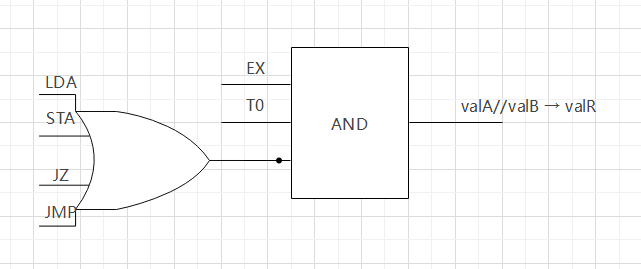 LDA
STA
JZ
JMP
EX
T0
AND
valA//valB → valR